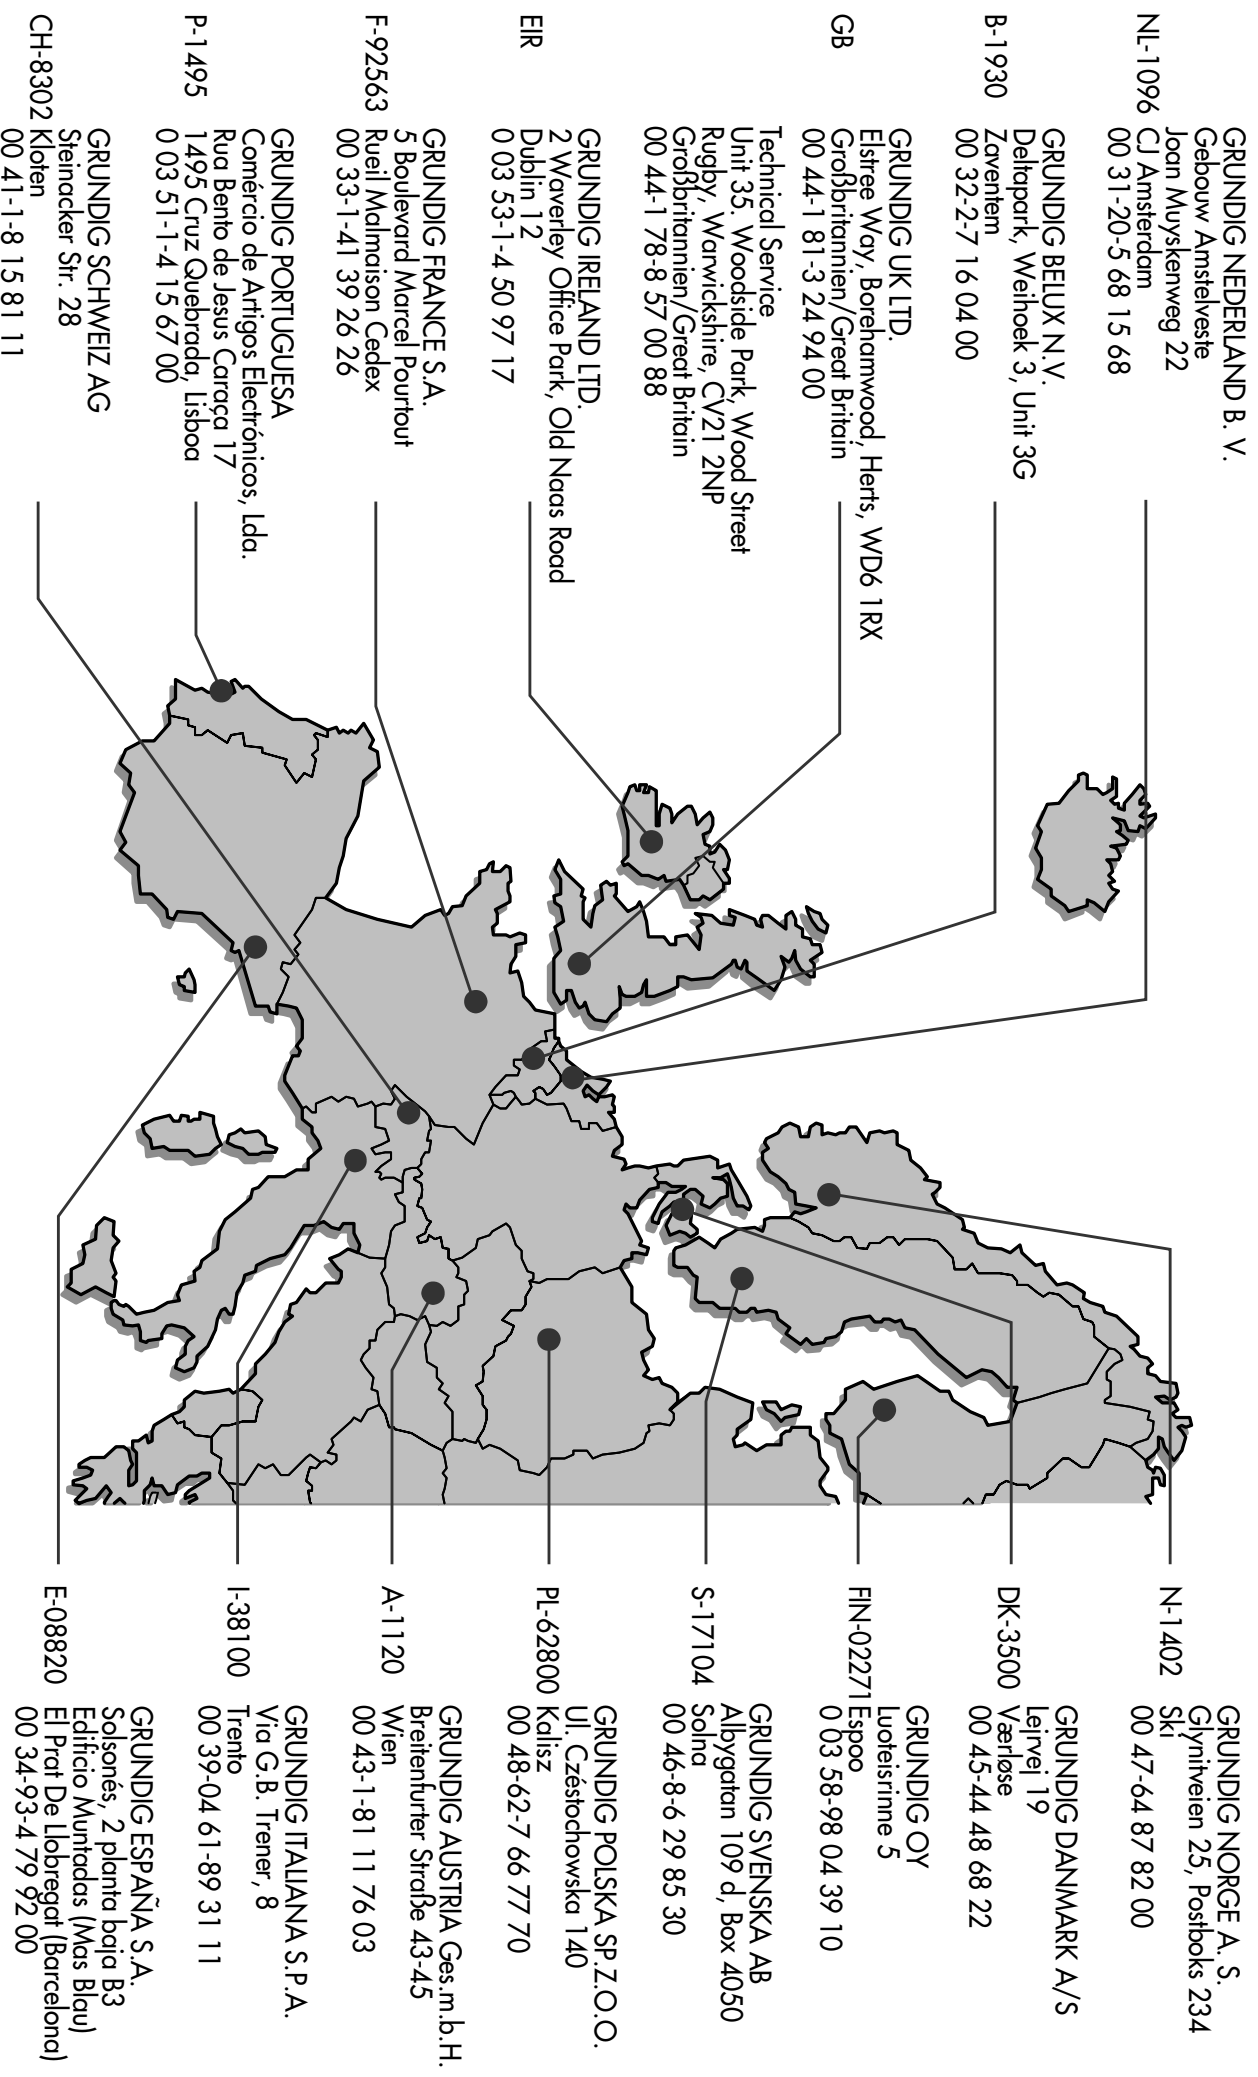 NL-1096
GRUNDIG NEDERLAND B. V.
Gebouw Amstelveste
Joan Muyskenweg 22
CJ Amsterdam
00 31-20-5 68 15 68
B-1930
GRUNDIG BELUX N.V.
Deltapark, Weihoek 3, Unit 3G
Zaventem
00 32-2-7 16 04 00
GB
GRUNDIG UK LTD.
Elstree Way, Borehamwood, Herts, WD6 1RX
Großbritannien/Great Britain
00 44-1 81-3 24 94 00
Technical Service
Unit 35. Woodside Park, Wood Street
Rugby, Warwickshire, CV21 2NP
Großbritannien/Great Britain
00 44-1 78-8 57 00 88
EIR
GRUNDIG IRELAND LTD.
2 Waverley Office Park, Old Naas Road
Dublin 12
0 03 53-1-4 50 97 17
F-92563
GRUNDIG FRANCE S.A.
5 Boulevard Marcel Pourtout
Rueil Malmaison Cedex
00 33-1-41 39 26 26
P-1495
GRUNDIG PORTUGUESA
Comércio de Artigos Electrónicos, Lda.
Rua Bento de Jesus Caraça 17
1495 Cruz Quebrada, Lisboa
0 03 51-1-4 15 67 00
CH-8302
GRUNDIG SCHWEIZ AG
Steinacker Str. 28
Kloten
00 41-1-8 15 81 11
N-1402
GRUNDIG NORGE A. S.
Glynitveien 25, Postboks 234
Ski
00 47-64 87 82 00
DK-3500
GRUNDIG DANMARK A/S
Lejrvej 19
Værløse
00 45-44 48 68 22
FIN-02271
GRUNDIG OY
Luoteisrinne 5
Espoo
0 03 58-98 04 39 10
S-17104
GRUNDIG SVENSKA AB
Albygatan 109 d, Box 4050
Solna
00 46-8-6 29 85 30
PL-62800
GRUNDIG POLSKA SP.Z.O.O.
Ul. Czéstochowska 140
Kalisz
00 48-62-7 66 77 70
A-1120
GRUNDIG AUSTRIA Ges.m.b.H.
Breitenfurter Straße 43-45
Wien
00 43-1-81 11 76 03
I-38100
GRUNDIG ITALIANA S.P.A.
Via G.B. Trener, 8
Trento
00 39-04 61-89 31 11
E-08820
GRUNDIG ESPAÑA S.A.
Solsonés, 2 planta baja B3
Edificio Muntadas (Mas Blau)
El Prat De Llobregat (Barcelona)
00 34-93-4 79 92 00